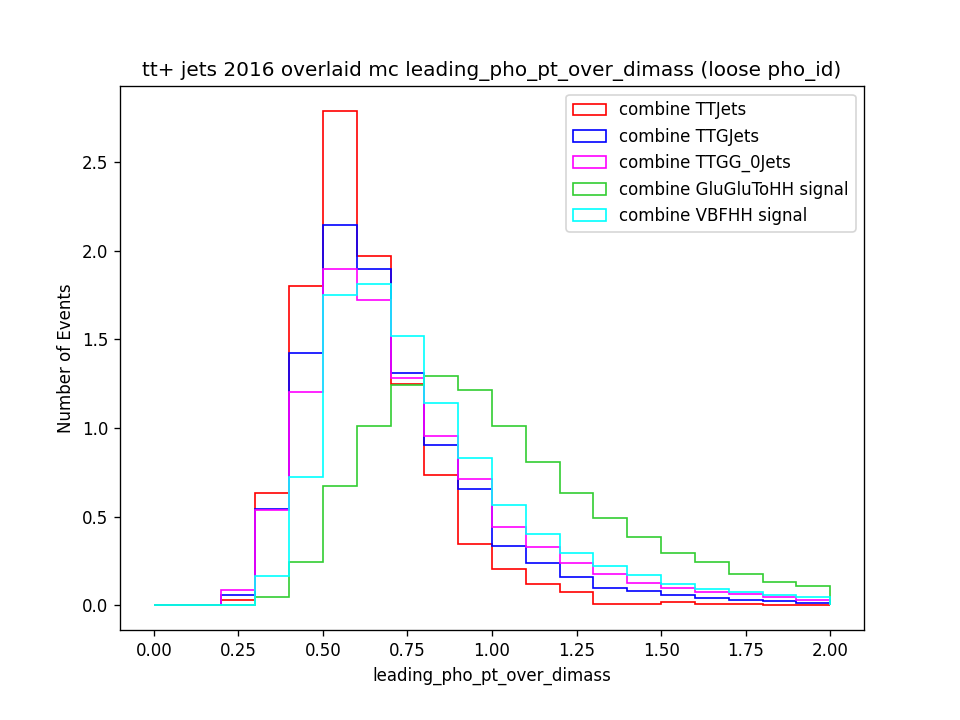 tt+ jets 2016 overlaid mc leading_pho_pt_over_dimass (loose pho_id)
combine TTJets
combine TTGJets
combine TTGG_0Jets
combine GluGluToHH signal
combine VBFHH signal
Number of Events
2.5
2.0
1.5
1.0
0.5
0.0
0.00 0.25 0.50 0.75 1.00 1.25 1.50 1.75 2.00
leading_pho_pt_over_dimass